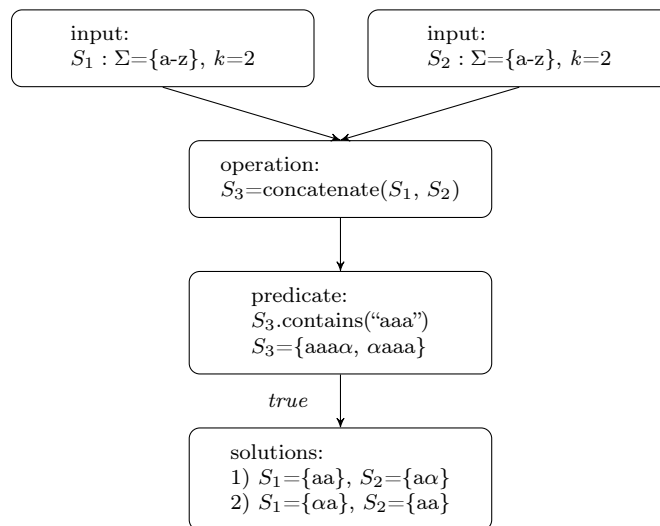 input:
S₁ : Σ={a-z}, k=2
input:
S₂ : Σ={a-z}, k=2
operation:
S₃=concatenate(S₁, S₂)
predicate:
S₃.contains(“aaa”)
S₃={aaaα, αaaa}
true
solutions:
1) S₁={aa}, S₂={aα}
2) S₁={αa}, S₂={aa}